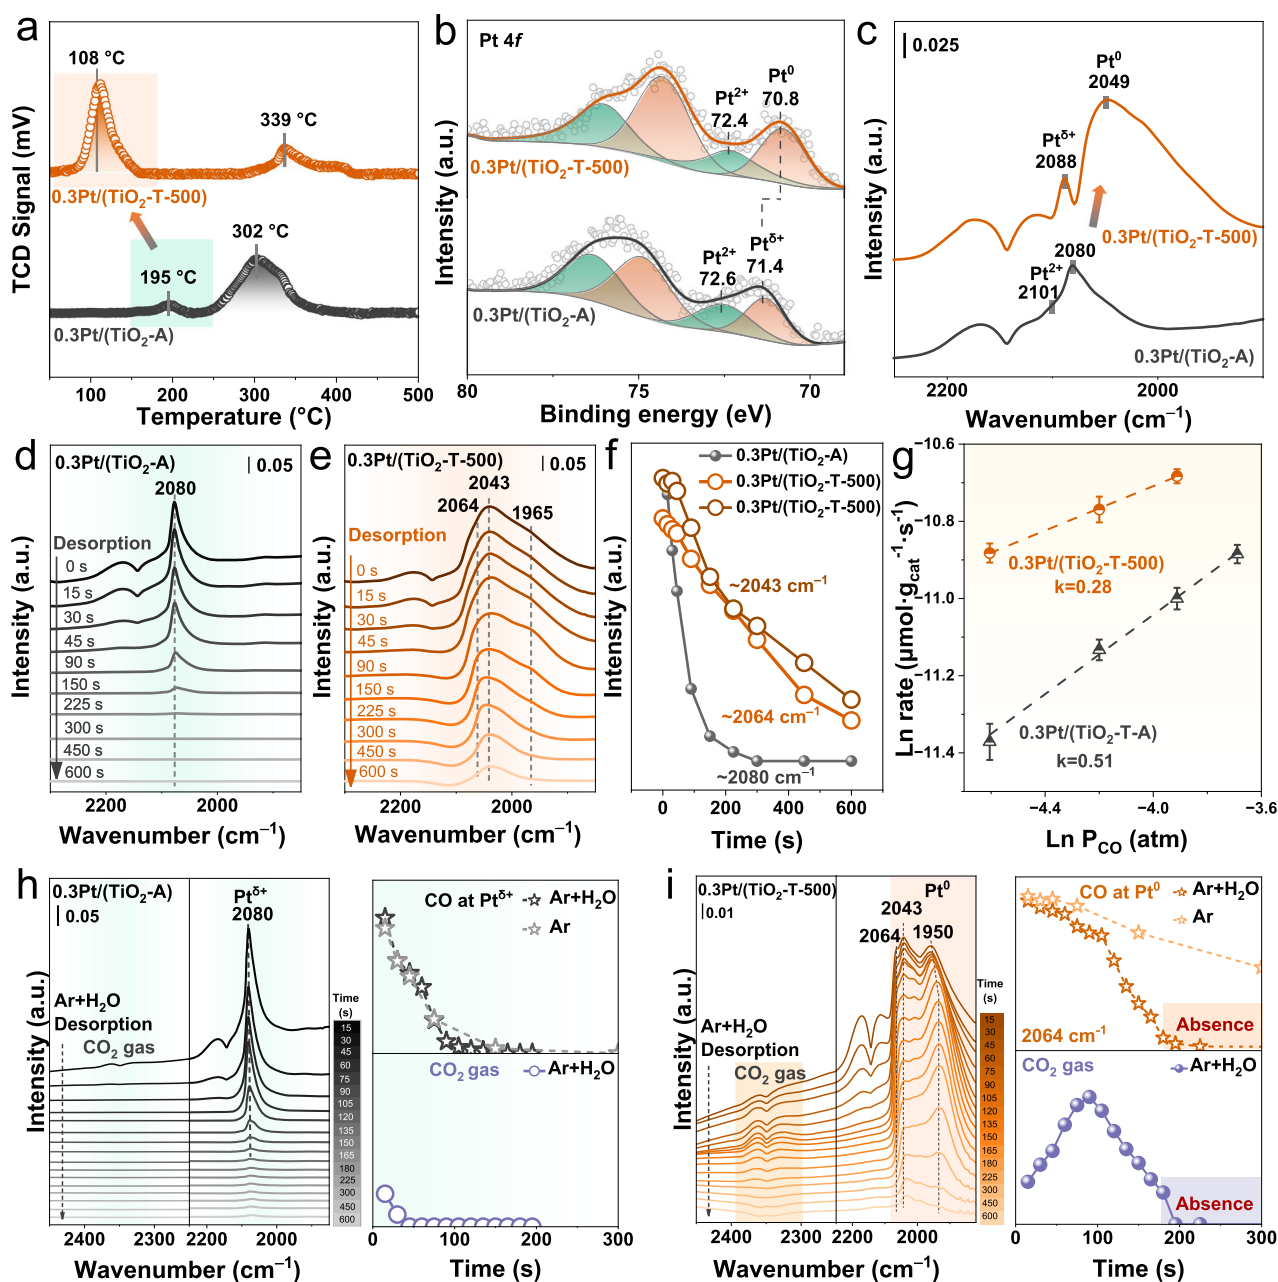 a
TCD Signal (mV)
108 °C
339 °C
0.3Pt/(TiO₂-T-500)
302 °C
195 °C
0.3Pt/(TiO₂-A)
100 200 300 400 500
Temperature (°C)
b
Pt 4f
Intensity (a.u.)
Pt⁰
70.8
Pt²⁺
72.4
0.3Pt/(TiO₂-T-500)
Pt^δ+
71.4
Pt²⁺
72.6
0.3Pt/(TiO₂-A)
80 75 70
Binding energy (eV)
c
0.025
Intensity (a.u.)
Pt⁰
2049
Pt^δ+
2088
0.3Pt/(TiO₂-T-500)
2080
Pt²⁺
2101
0.3Pt/(TiO₂-A)
2200 2000
Wavenumber (cm⁻¹)
d
0.3Pt/(TiO₂-A)
0.05
2080
Intensity (a.u.)
Desorption
0 s
15 s
30 s
45 s
90 s
150 s
225 s
300 s
450 s
600 s
2200 2000
Wavenumber (cm⁻¹)
e
0.3Pt/(TiO₂-T-500)
0.05
2043
2064
1965
Intensity (a.u.)
Desorption
0 s
15 s
30 s
45 s
90 s
150 s
225 s
300 s
450 s
600 s
2200 2000
Wavenumber (cm⁻¹)
f
0.3Pt/(TiO₂-A)
0.3Pt/(TiO₂-T-500)
0.3Pt/(TiO₂-T-500)
Intensity (a.u.)
~2043 cm⁻¹
~2064 cm⁻¹
~2080 cm⁻¹
0 200 400 600
Time (s)
g
Ln rate (μmol·g_cat⁻¹·s⁻¹)
−10.6
−10.8
−11.0
−11.2
−11.4
0.3Pt/(TiO₂-T-500)
k=0.28
0.3Pt/(TiO₂-T-A)
k=0.51
−4.4 −4.0 −3.6
Ln P_CO (atm)
h
0.3Pt/(TiO₂-A)
0.05
Pt^δ+
2080
Intensity (a.u.)
Ar+H₂O
Desorption
CO₂ gas
Time
(s)
15
30
45
60
75
90
105
120
135
150
165
180
225
300
450
600
2400 2300 2200 2000
Wavenumber (cm⁻¹)
CO at Pt^δ+
Ar+H₂O
Ar
CO₂ gas
Ar+H₂O
0 100 200 300
Time (s)
i
0.3Pt/(TiO₂-T-500)
0.01
Pt⁰
2043
2064
1950
Intensity (a.u.)
Ar+H₂O
Desorption
CO₂ gas
Time
(s)
15
30
45
60
75
90
105
120
135
150
165
180
225
300
450
600
2400 2300 2200 2000
Wavenumber (cm⁻¹)
CO at Pt⁰
Ar+H₂O
Ar
Absence
2064 cm⁻¹
CO₂ gas
Ar+H₂O
Absence
0 100 200 300
Time (s)